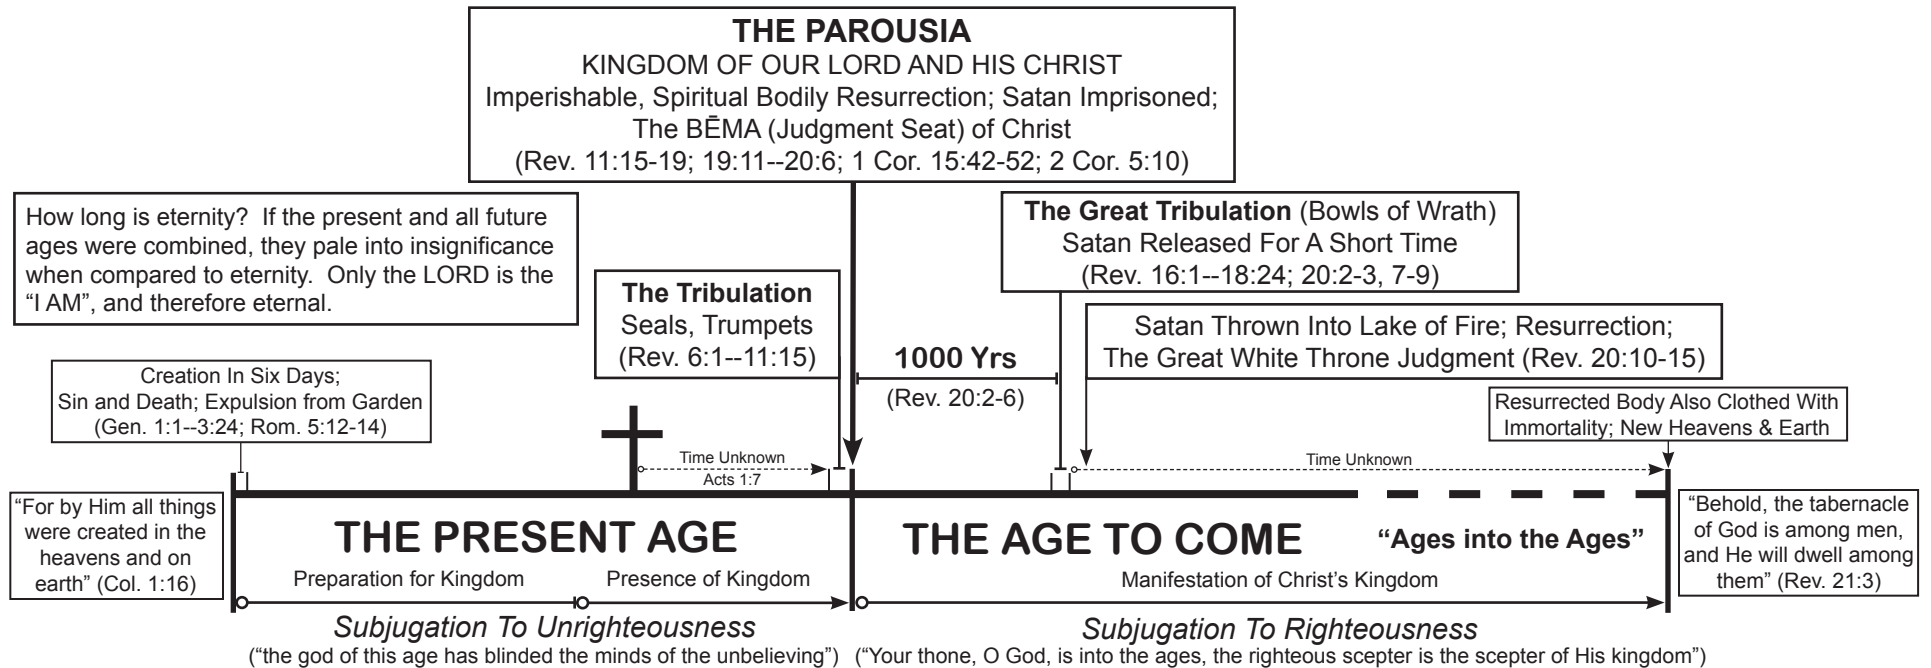 THE PAROUSIA
KINGDOM OF OUR LORD AND HIS CHRIST
Imperishable, Spiritual Bodily Resurrection; Satan Imprisoned;
The BĒMA (Judgment Seat) of Christ
(Rev. 11:15-19; 19:11--20:6; 1 Cor. 15:42-52; 2 Cor. 5:10)
How long is eternity? If the present and all future
ages were combined, they pale into insignificance
when compared to eternity. Only the LORD is the
“I AM”, and therefore eternal.
The Great Tribulation (Bowls of Wrath)
Satan Released For A Short Time
(Rev. 16:1--18:24; 20:2-3, 7-9)
The Tribulation
Seals, Trumpets
(Rev. 6:1--11:15)
Satan Thrown Into Lake of Fire; Resurrection;
The Great White Throne Judgment (Rev. 20:10-15)
1000 Yrs
(Rev. 20:2-6)
Creation In Six Days;
Sin and Death; Expulsion from Garden
(Gen. 1:1--3:24; Rom. 5:12-14)
Resurrected Body Also Clothed With
Immortality; New Heavens & Earth
Time Unknown
Acts 1:7
Time Unknown
“For by Him all things
were created in the
heavens and on
earth” (Col. 1:16)
THE PRESENT AGE
THE AGE TO COME
“Ages into the Ages”
“Behold, the tabernacle
of God is among men,
and He will dwell among
them” (Rev. 21:3)
Preparation for Kingdom
Presence of Kingdom
Manifestation of Christ’s Kingdom
Subjugation To Unrighteousness
(“the god of this age has blinded the minds of the unbelieving”)
Subjugation To Righteousness
(“Your thone, O God, is into the ages, the righteous scepter is the scepter of His kingdom”)